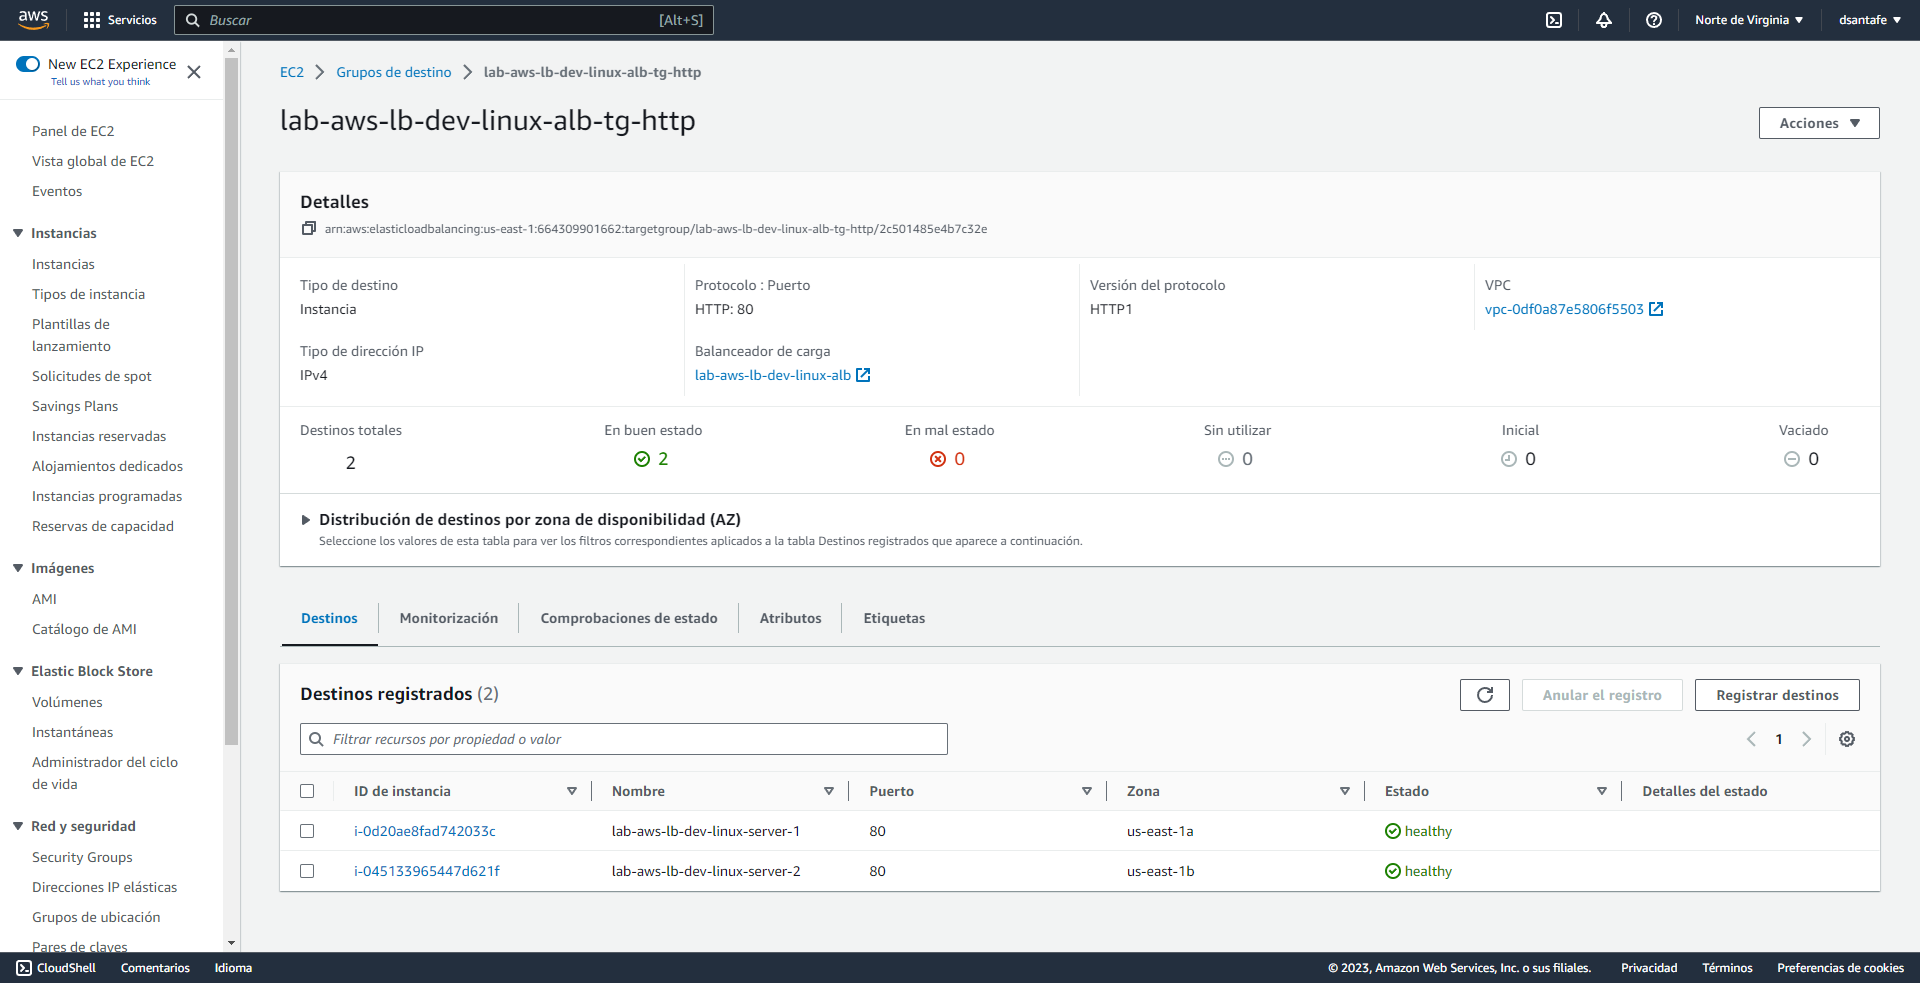 aws
Servicios
Buscar
[Alt+S]
Norte de Virginia
dsantafe
New EC2 Experience
Tell us what you think
Panel de EC2
Vista global de EC2
Eventos
Instancias
Instancias
Tipos de instancia
Plantillas de
lanzamiento
Solicitudes de spot
Savings Plans
Instancias reservadas
Alojamientos dedicados
Instancias programadas
Reservas de capacidad
Imágenes
AMI
Catálogo de AMI
Elastic Block Store
Volúmenes
Instantáneas
Administrador del ciclo
de vida
Red y seguridad
Security Groups
Direcciones IP elásticas
Grupos de ubicación
Pares de claves
EC2
Grupos de destino
lab-aws-lb-dev-linux-alb-tg-http
lab-aws-lb-dev-linux-alb-tg-http
Acciones
Detalles
arn:aws:elasticloadbalancing:us-east-1:664309901662:targetgroup/lab-aws-lb-dev-linux-alb-tg-http/2c501485e4b7c32e
Tipo de destino
Instancia
Protocolo : Puerto
HTTP: 80
Versión del protocolo
HTTP1
VPC
vpc-0df0a87e5806f5503
Tipo de dirección IP
IPv4
Balanceador de carga
lab-aws-lb-dev-linux-alb
Destinos totales
2
En buen estado
2
En mal estado
0
Sin utilizar
0
Inicial
0
Vaciado
0
Distribución de destinos por zona de disponibilidad (AZ)
Seleccione los valores de esta tabla para ver los filtros correspondientes aplicados a la tabla Destinos registrados que aparece a continuación.
Destinos
Monitorización
Comprobaciones de estado
Atributos
Etiquetas
Destinos registrados (2)
Anular el registro
Registrar destinos
Filtrar recursos por propiedad o valor
1
ID de instancia
Nombre
Puerto
Zona
Estado
Detalles del estado
i-0d20ae8fad742033c
lab-aws-lb-dev-linux-server-1
80
us-east-1a
healthy
i-045133965447d621f
lab-aws-lb-dev-linux-server-2
80
us-east-1b
healthy
CloudShell
Comentarios
Idioma
© 2023, Amazon Web Services, Inc. o sus filiales.
Privacidad
Términos
Preferencias de cookies